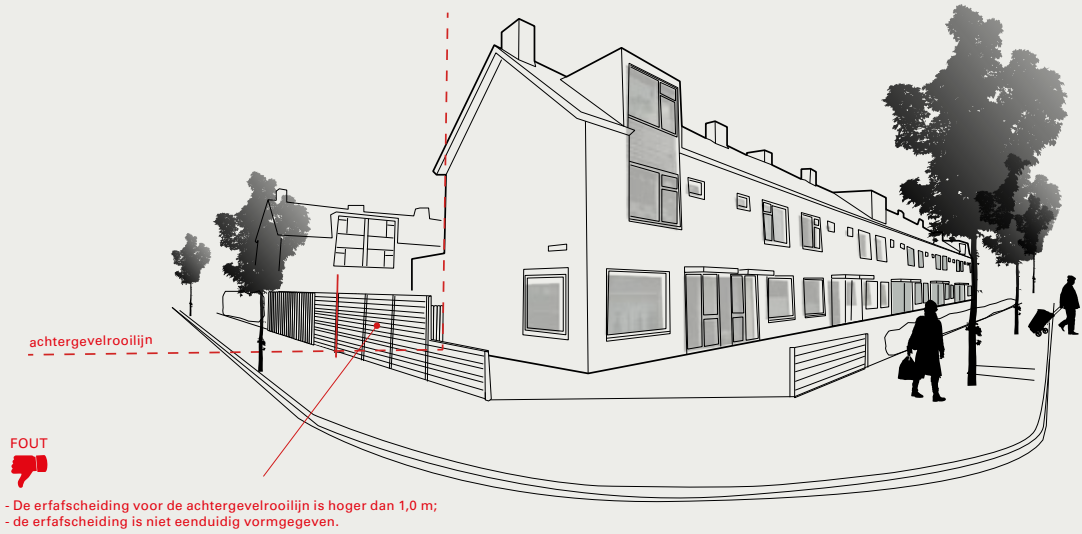 achtergevelrooilijn
FOUT
- De erfafscheiding voor de achtergevelrooilijn is hoger dan 1,0 m;
- de erfafscheiding is niet eenduidig vormgegeven.